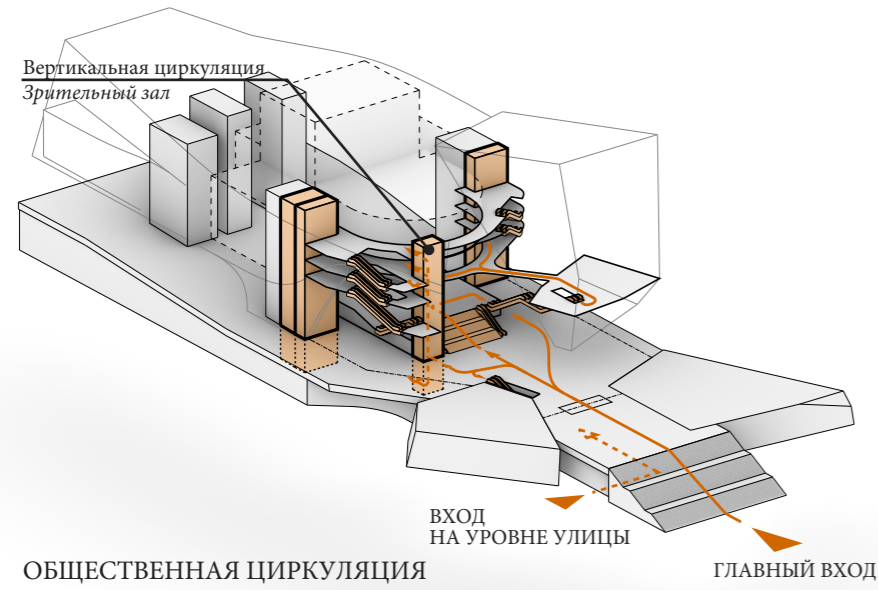 Вертикальная циркуляция
Зрительный зал
ВХОД
НА УРОВНЕ УЛИЦЫ
ГЛАВНЫЙ ВХОД
ОБЩЕСТВЕННАЯ ЦИРКУЛЯЦИЯ